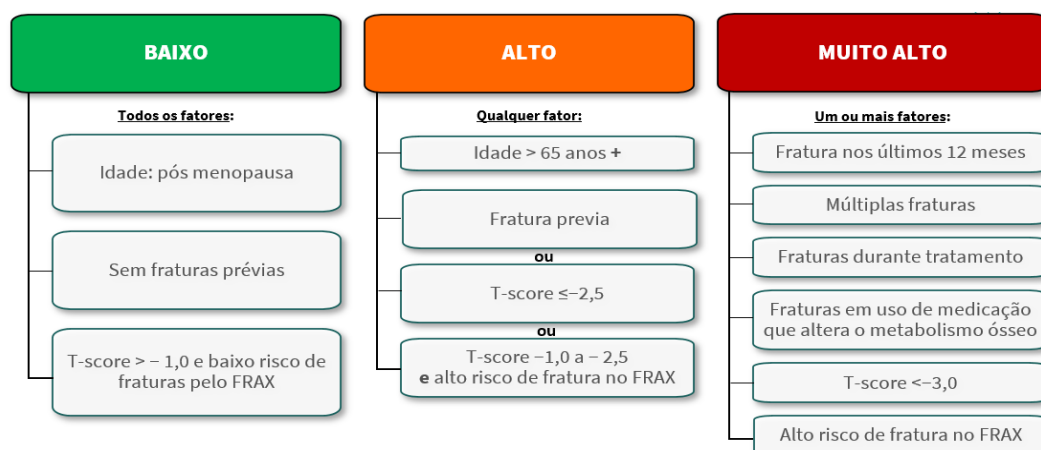 BAIXO
Todos os fatores:
Idade: pós menopausa
Sem fraturas prévias
T-score > − 1,0 e baixo risco de
fraturas pelo FRAX
ALTO
Qualquer fator:
Idade > 65 anos +
Fratura previa
ou
T-score ≤−2,5
ou
T-score −1,0 a − 2,5
e alto risco de fratura no FRAX
MUITO ALTO
Um ou mais fatores:
Fratura nos últimos 12 meses
Múltiplas fraturas
Fraturas durante tratamento
Fraturas em uso de medicação
que altera o metabolismo ósseo
T-score <−3,0
Alto risco de fratura no FRAX